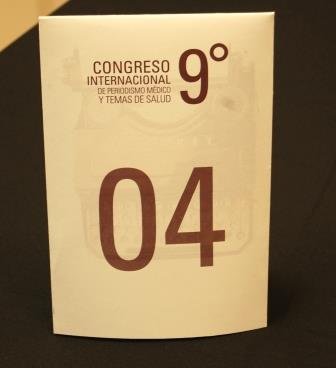 CONGRESO 9°
INTERNACIONAL
DE PERIODISMO MÉDICO
Y TEMAS DE SALUD
04